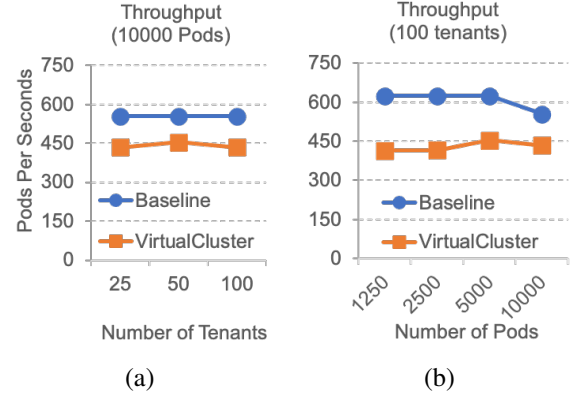 Throughput
(10000 Pods)
Pods Per Seconds
750
600
450
300
150
0
Baseline
VirtualCluster
25 50 100
Number of Tenants
(a)
Throughput
(100 tenants)
750
600
450
300
150
0
Baseline
VirtualCluster
1250 2500 5000 10000
Number of Pods
(b)